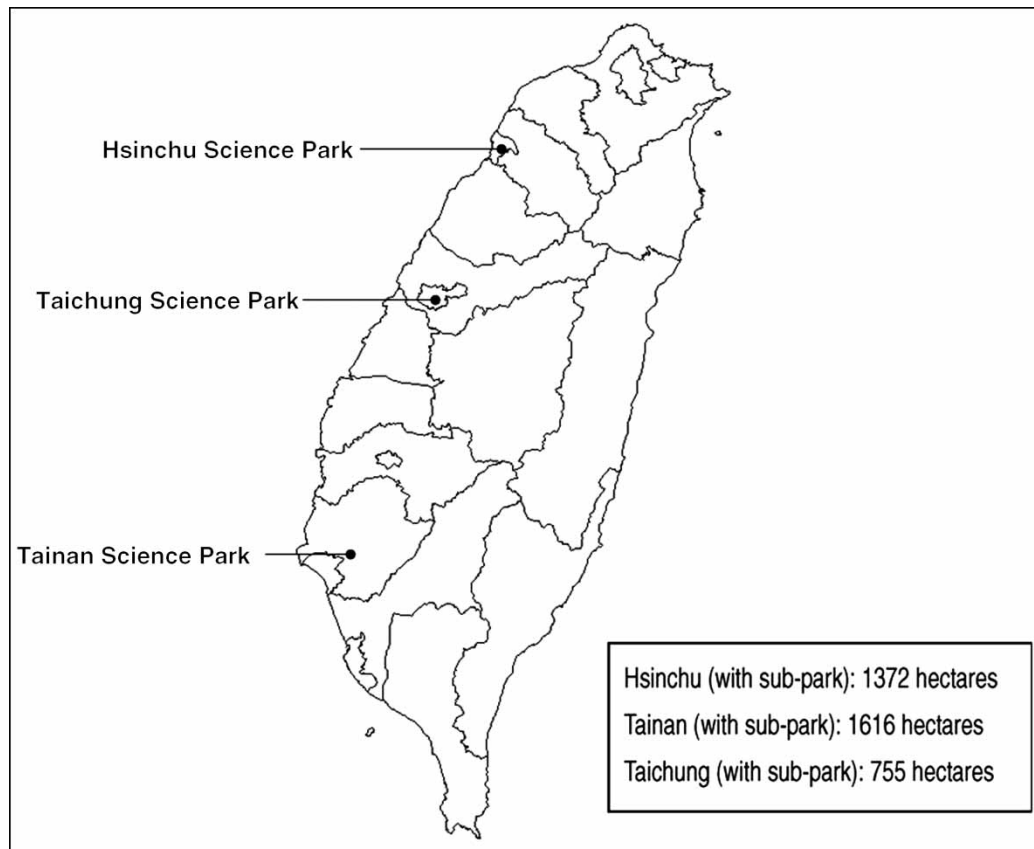 Hsinchu Science Park
Taichung Science Park
Tainan Science Park
Hsinchu (with sub-park): 1372 hectares
Tainan (with sub-park): 1616 hectares
Taichung (with sub-park): 755 hectares